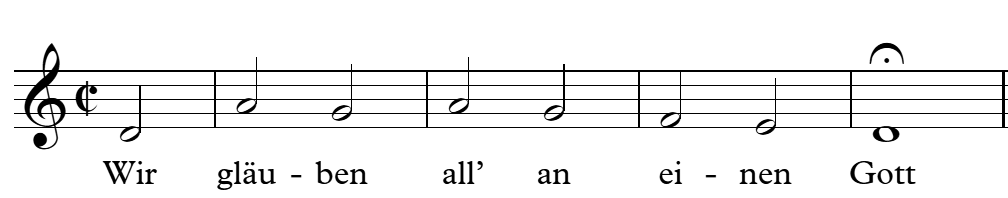 Wir gläu - ben all’ an ei - nen Gott